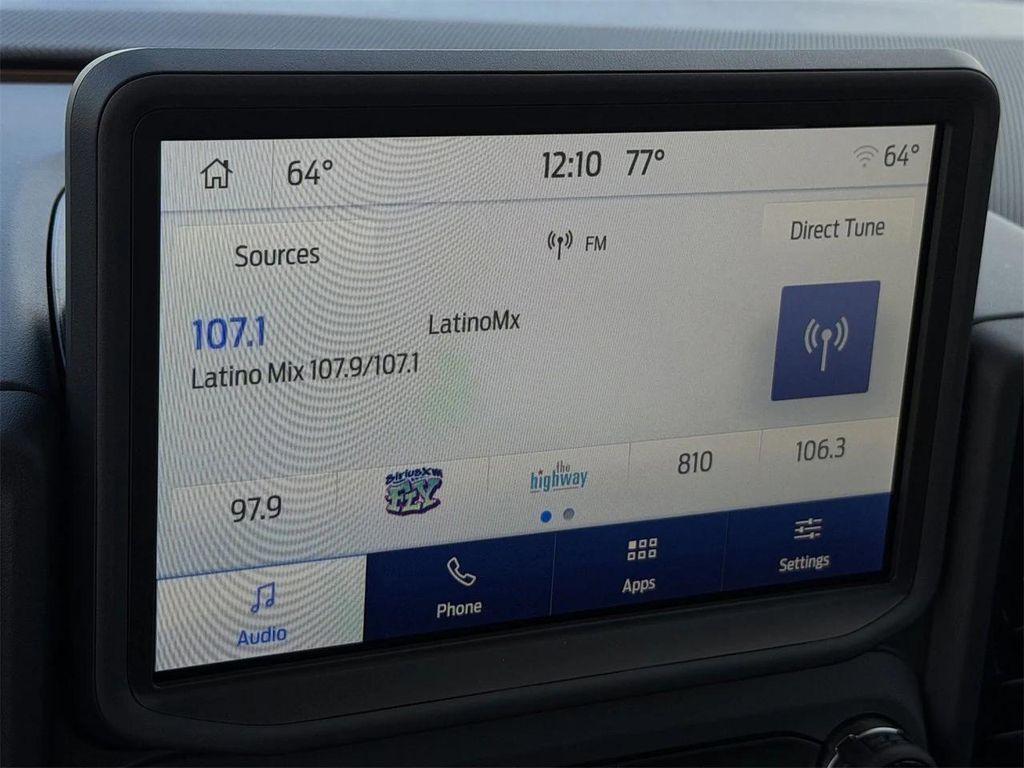 64° 12:10 77° 64°
Sources FM Direct Tune
107.1 LatinoMx
Latino Mix 107.9/107.1
97.9 SiriusXM FLY the highway 810 106.3
Audio Phone Apps Settings